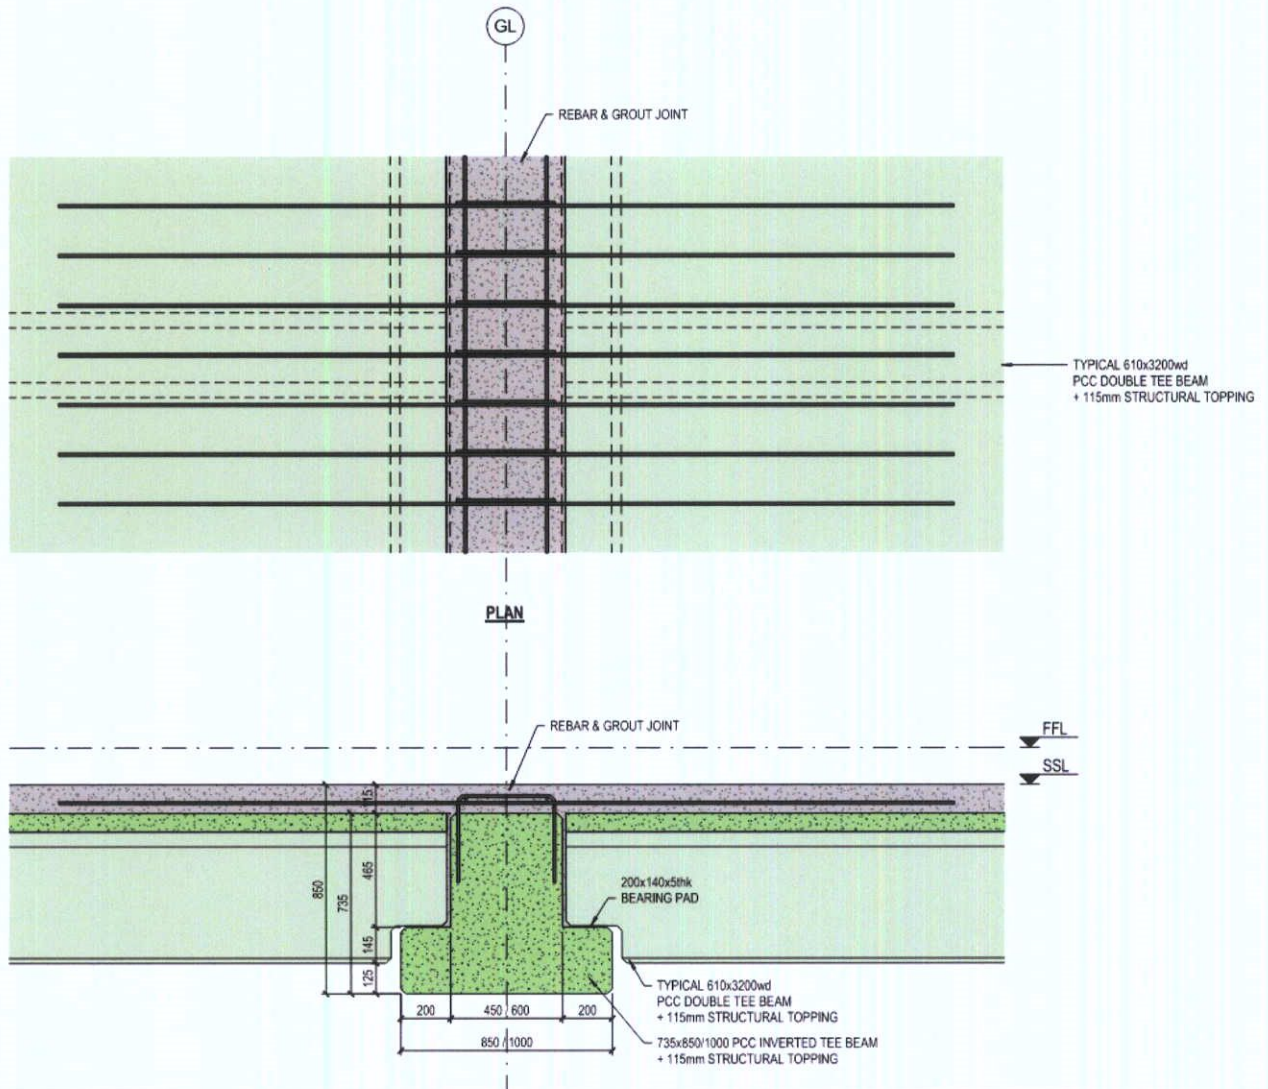 GL
REBAR & GROUT JOINT
TYPICAL 610x3200wd
PCC DOUBLE TEE BEAM
+ 115mm STRUCTURAL TOPPING
PLAN
REBAR & GROUT JOINT
FFL
SSL
115
465
850
735
145
125
200x140x5thk
BEARING PAD
200
450 / 600
200
850 / 1000
TYPICAL 610x3200wd
PCC DOUBLE TEE BEAM
+ 115mm STRUCTURAL TOPPING
735x850/1000 PCC INVERTED TEE BEAM
+ 115mm STRUCTURAL TOPPING